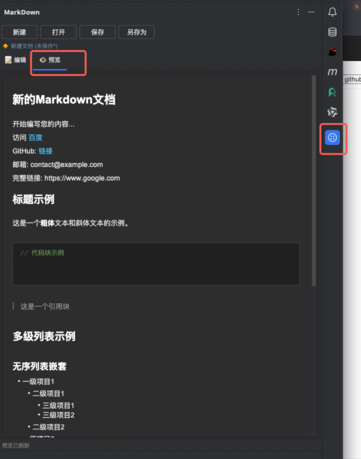 MarkDown
新建 打开 保存 另存为
新建文档 (未保存*)
编辑 预览
新的Markdown文档
开始编写您的内容...
访问 百度
GitHub: 链接
邮箱: contact@example.com
完整链接: https://www.google.com
标题示例
这是一个粗体文本和斜体文本的示例。
// 代码块示例
这是一个引用块
多级列表示例
无序列表嵌套
• 一级项目1
• 二级项目1
• 三级项目1
• 三级项目2
• 二级项目2
预览已刷新
m
R
github